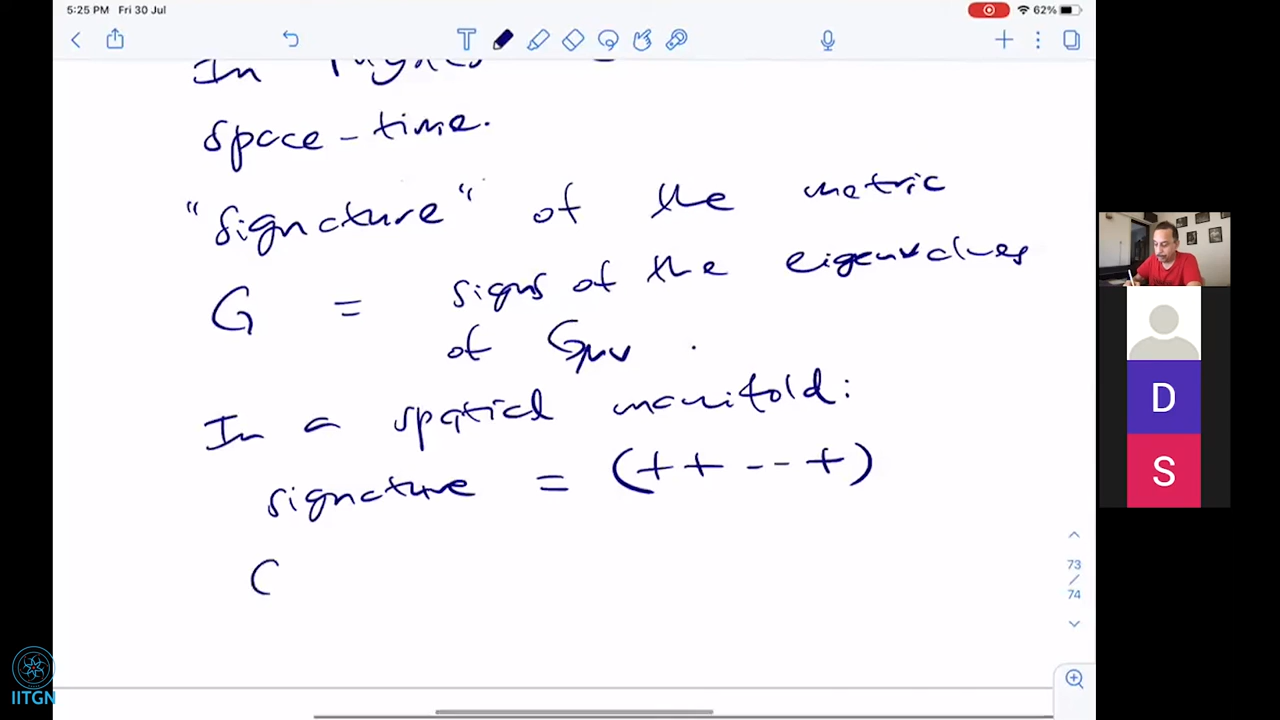 5:25 PM Fri 30 Jul
62%
In
space-time.
"signature" of the metric
G = signs of the eigenvalues
of Gμν .
In a spatial manifold:
signature = (++ --+)
(
73
/
74
D
S
IITGN